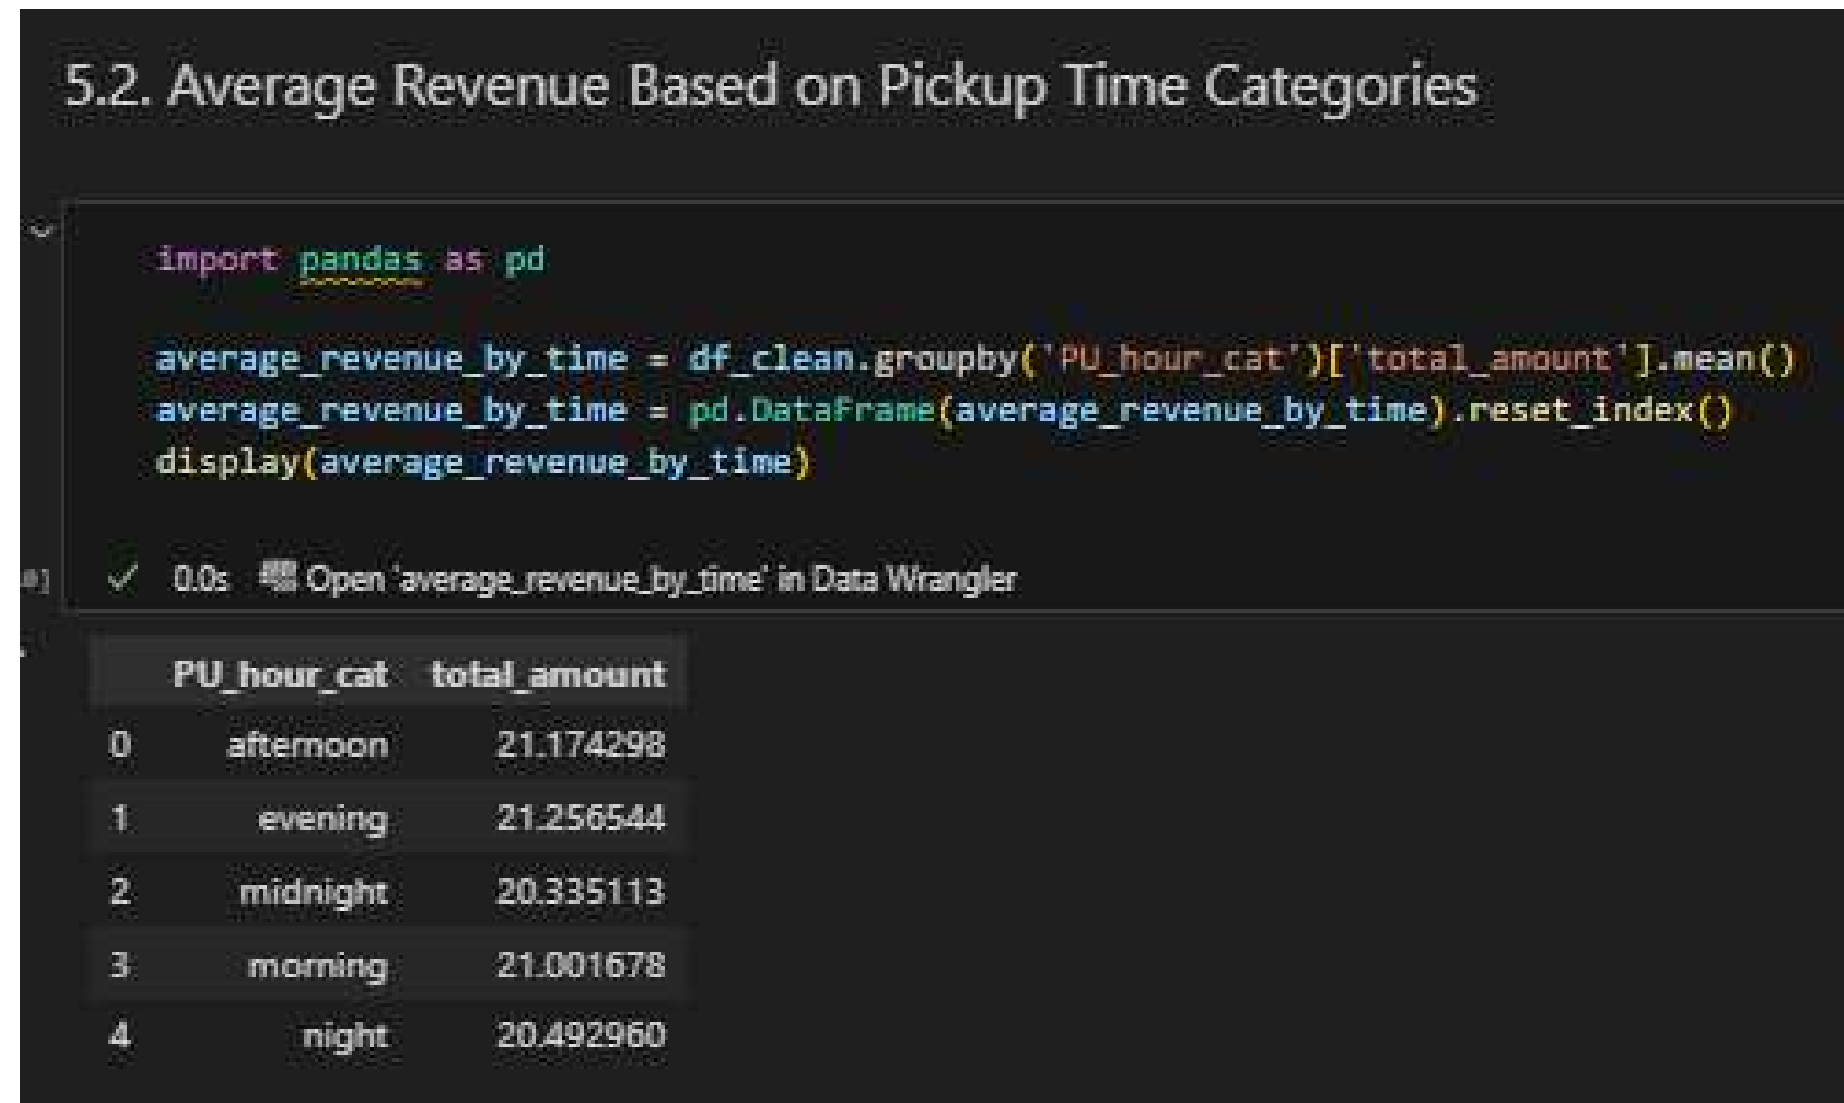 5.2. Average Revenue Based on Pickup Time Categories
import pandas as pd
average_revenue_by_time = df_clean.groupby('PU_hour_cat')['total_amount'].mean()
average_revenue_by_time = pd.DataFrame(average_revenue_by_time).reset_index()
display(average_revenue_by_time)
✓ 0.0s Open 'average_revenue_by_time' in Data Wrangler
PU_hour_cat total_amount
0 afternoon 21.174298
1 evening 21.256544
2 midnight 20.335113
3 morning 21.001678
4 night 20.492960